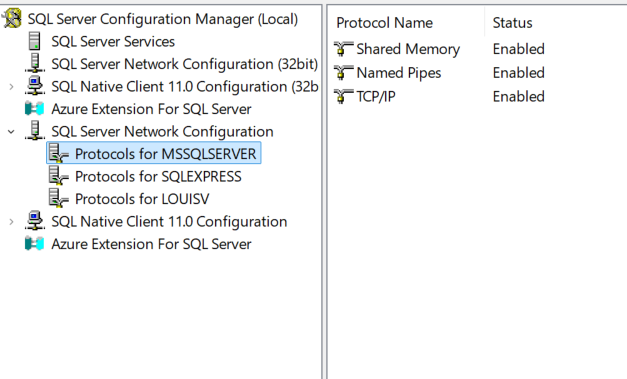 SQL Server Configuration Manager (Local)
SQL Server Services
SQL Server Network Configuration (32bit)
SQL Native Client 11.0 Configuration (32b
Azure Extension For SQL Server
SQL Server Network Configuration
Protocols for MSSQLSERVER
Protocols for SQLEXPRESS
Protocols for LOUISV
SQL Native Client 11.0 Configuration
Azure Extension For SQL Server
Protocol Name Status
Shared Memory Enabled
Named Pipes Enabled
TCP/IP Enabled